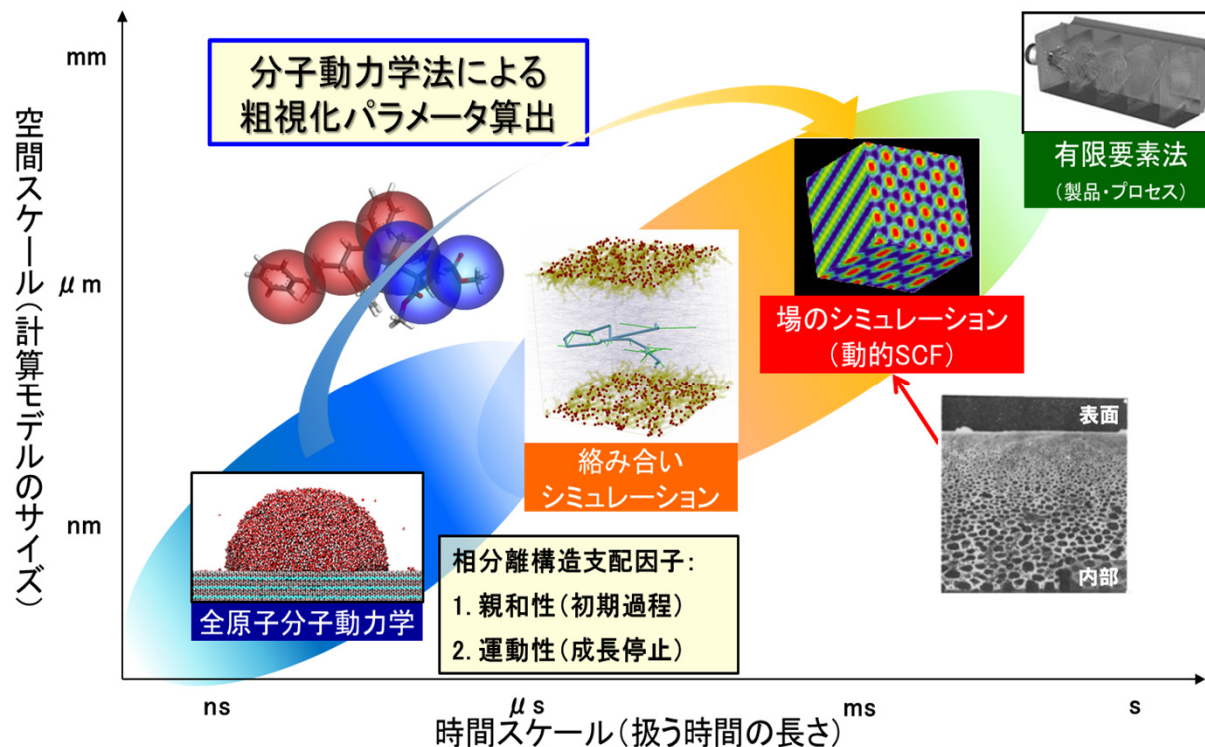 mm
μm
nm
空間スケール(計算モデルのサイズ)
分子動力学法による
粗視化パラメータ算出
有限要素法
(製品・プロセス)
場のシミュレーション
(動的SCF)
絡み合い
シミュレーション
表面
内部
全原子分子動力学
相分離構造支配因子:
1. 親和性(初期過程)
2. 運動性(成長停止)
ns
μs
ms
s
時間スケール(扱う時間の長さ)